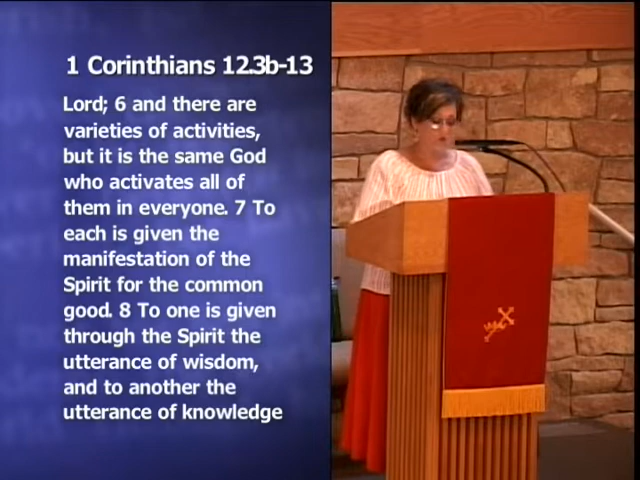 1 Corinthians 12.3b-13
Lord; 6 and there are
varieties of activities,
but it is the same God
who activates all of
them in everyone. 7 To
each is given the
manifestation of the
Spirit for the common
good. 8 To one is given
through the Spirit the
utterance of wisdom,
and to another the
utterance of knowledge